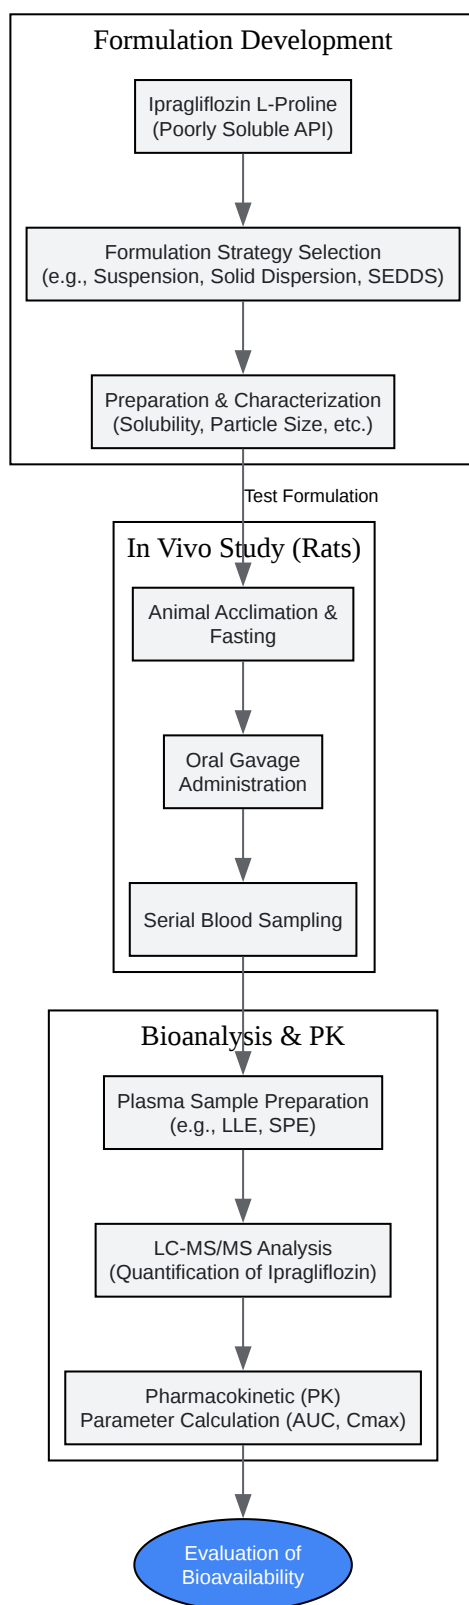 Formulation Development
Ipragliflozin L-Proline
(Poorly Soluble API)
Formulation Strategy Selection
(e.g., Suspension, Solid Dispersion, SEDDS)
Preparation & Characterization
(Solubility, Particle Size, etc.)
Test Formulation
In Vivo Study (Rats)
Animal Acclimation &
Fasting
Oral Gavage
Administration
Serial Blood Sampling
Bioanalysis & PK
Plasma Sample Preparation
(e.g., LLE, SPE)
LC-MS/MS Analysis
(Quantification of Ipragliflozin)
Pharmacokinetic (PK)
Parameter Calculation (AUC, Cmax)
Evaluation of
Bioavailability